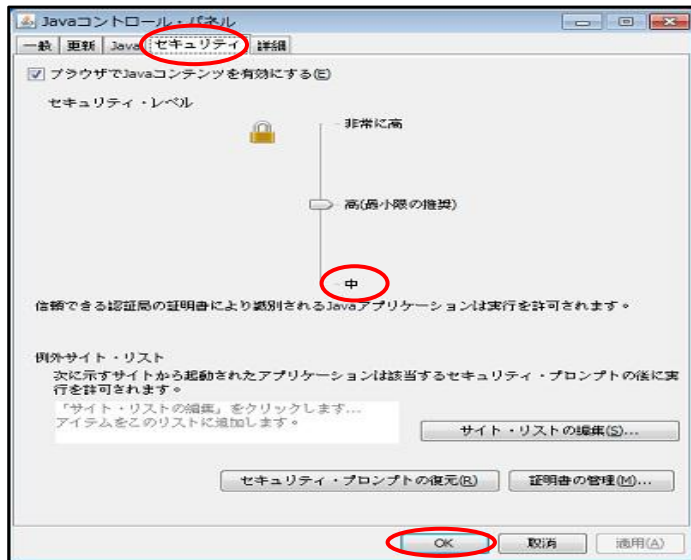 Javaコントロール・パネル
一般 更新 Java セキュリティ 詳細
ブラウザでJavaコンテンツを有効にする(E)
セキュリティ・レベル
非常に高
高(最小限の推奨)
中
信頼できる認証局の証明書により識別されるJavaアプリケーションは実行を許可されます。
例外サイト・リスト
次に示すサイトから起動されたアプリケーションは該当するセキュリティ・プロンプトの後に実
行を許可されます。
「サイト・リストの編集」をクリックします...
アイテムをこのリストに追加します。
サイト・リストの編集(S)...
セキュリティ・プロンプトの復元(R) 証明書の管理(M)...
OK 取消 適用(A)